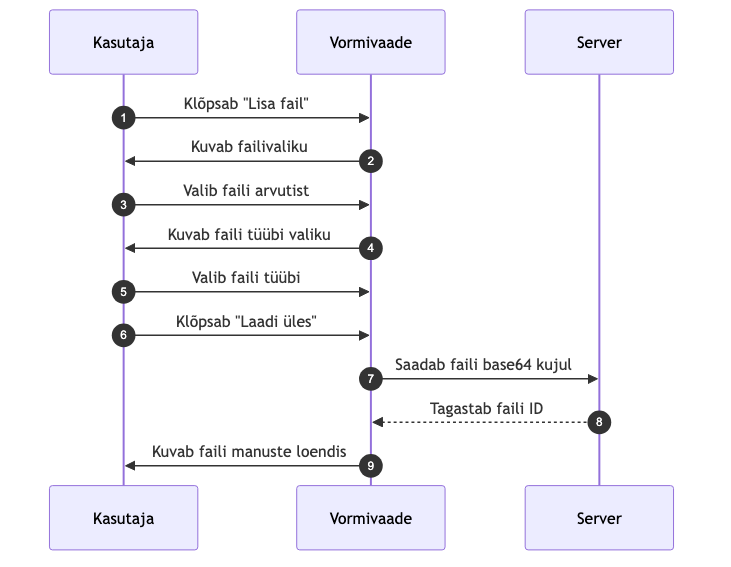 Kasutaja
Vormivaade
Server
Klõpsab "Lisa fail"
1
Kuvab failivaliku
2
Valib faili arvutist
3
Kuvab faili tüübi valiku
4
Valib faili tüübi
5
Klõpsab "Laadi üles"
6
Saadab faili base64 kujul
7
Tagastab faili ID
8
Kuvab faili manuste loendis
9
Kasutaja
Vormivaade
Server